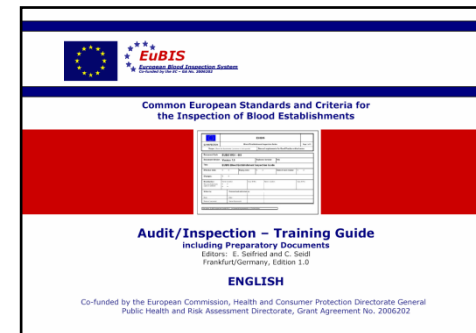 EuBIS
European Blood Inspection System
Co-funded by the EC – GA No. 2006202
Common European Standards and Criteria for
the Inspection of Blood Establishments
Audit/Inspection – Training Guide
including Preparatory Documents
Editors: E. Seifried and C. Seidl
Frankfurt/Germany, Edition 1.0
ENGLISH
Co-funded by the European Commission, Health and Consumer Protection Directorate General
Public Health and Risk Assessment Directorate, Grant Agreement No. 2006202